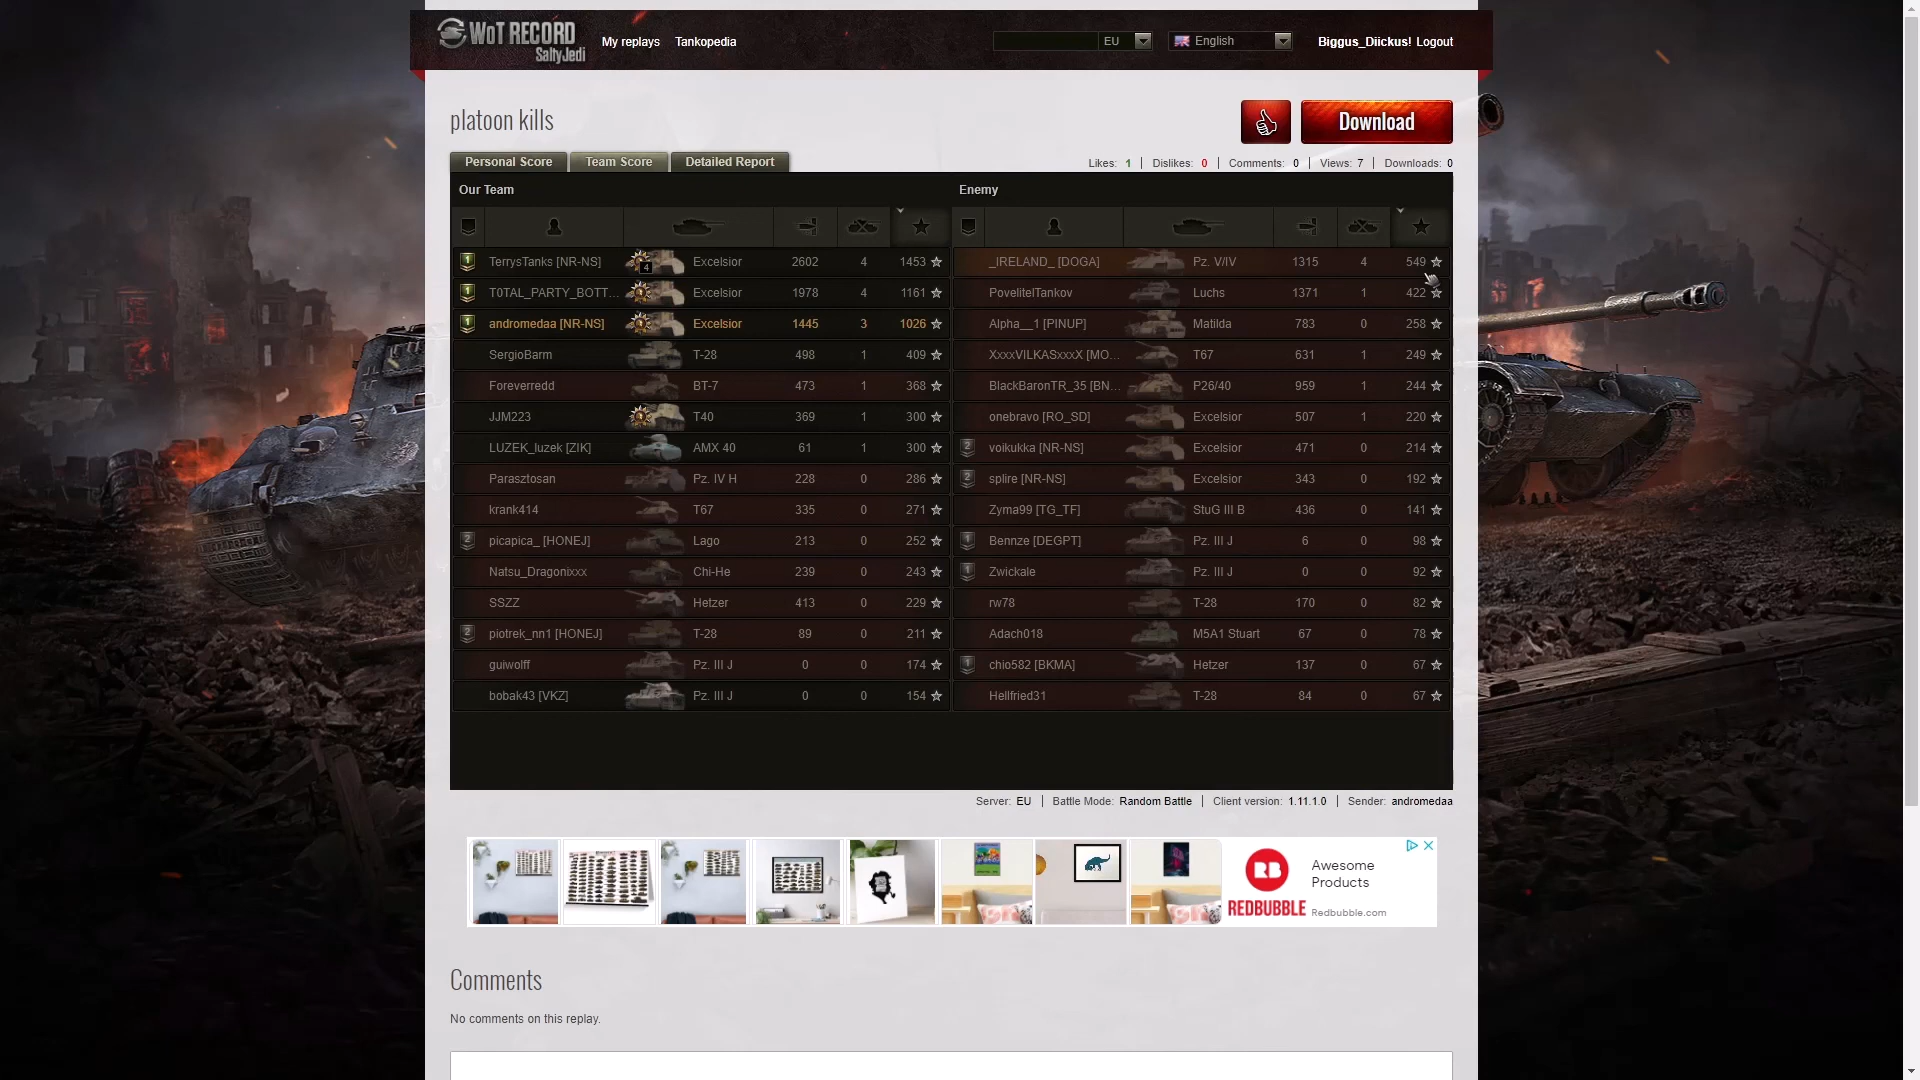 WoT RECORD
SaltyJedi
My replays Tankopedia
EU
English
Biggus_Diickus! Logout
platoon kills
Download
Personal Score Team Score Detailed Report
Likes: 1 | Dislikes: 0 | Comments: 0 | Views: 7 | Downloads: 0
Our Team
1 TerrysTanks [NR-NS] 4 Excelsior 2602 4 1453
1 T0TAL_PARTY_BOTT... Excelsior 1978 4 1161
1 andromedaa [NR-NS] Excelsior 1445 3 1026
SergioBarm T-28 498 1 409
Foreverredd BT-7 473 1 368
JJM223 T40 369 1 300
LUZEK_luzek [ZIK] AMX 40 61 1 300
Parasztosan Pz. IV H 228 0 286
krank414 T67 335 0 271
2 picapica_ [HONEJ] Lago 213 0 252
Natsu_Dragonixxx Chi-He 239 0 243
SSZZ Hetzer 413 0 229
2 piotrek_nn1 [HONEJ] T-28 89 0 211
guiwolff Pz. III J 0 0 174
bobak43 [VKZ] Pz. III J 0 0 154
Enemy
_IRELAND_ [DOGA] Pz. V/IV 1315 4 549
PovelitelTankov Luchs 1371 1 422
Alpha__1 [PINUP] Matilda 783 0 258
XxxxVILKASxxxX [MO... T67 631 1 249
BlackBaronTR_35 [BN... P26/40 959 1 244
onebravo [RO_SD] Excelsior 507 1 220
2 voikukka [NR-NS] Excelsior 471 0 214
2 splire [NR-NS] Excelsior 343 0 192
Zyma99 [TG_TF] StuG III B 436 0 141
1 Bennze [DEGPT] Pz. III J 6 0 98
1 Zwickale Pz. III J 0 0 92
rw78 T-28 170 0 82
Adach018 M5A1 Stuart 67 0 78
1 chio582 [BKMA] Hetzer 137 0 67
Hellfried31 T-28 84 0 67
Server: EU | Battle Mode: Random Battle | Client version: 1.11.1.0 | Sender: andromedaa
REDBUBBLE
Awesome
Products
Redbubble.com
Comments
No comments on this replay.